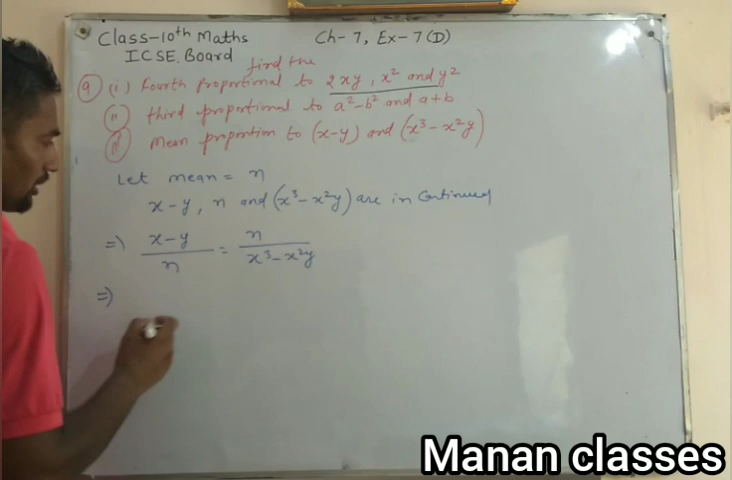 Class-10th Maths
Ch-7, Ex-7(D)
ICSE Board
find the
9 (i) Fourth proportional to 2xy, x² and y²
(ii) third proportional to a²-b² and a+b
(iii) Mean proportion to (x-y) and (x³-x²y)
Let mean = n
x-y, n and (x³-x²y) are in Continued
=> x-y/n = n/x³-x²y
=>
Manan classes